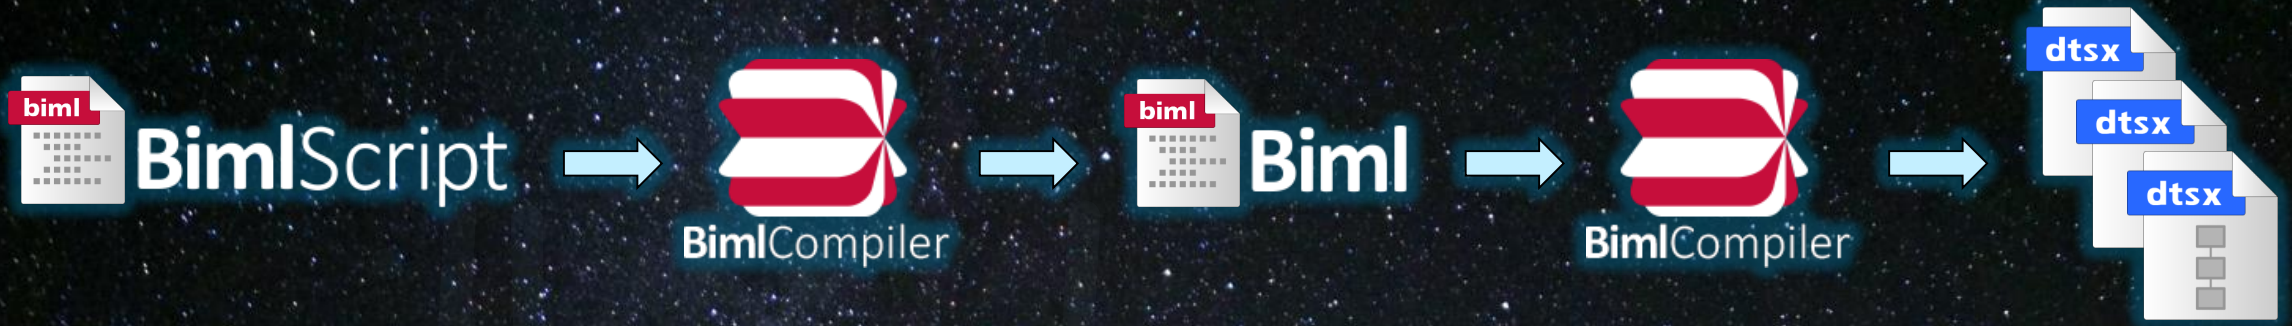 biml
BimlScript
BimlCompiler
biml
Biml
BimlCompiler
dtsx
dtsx
dtsx